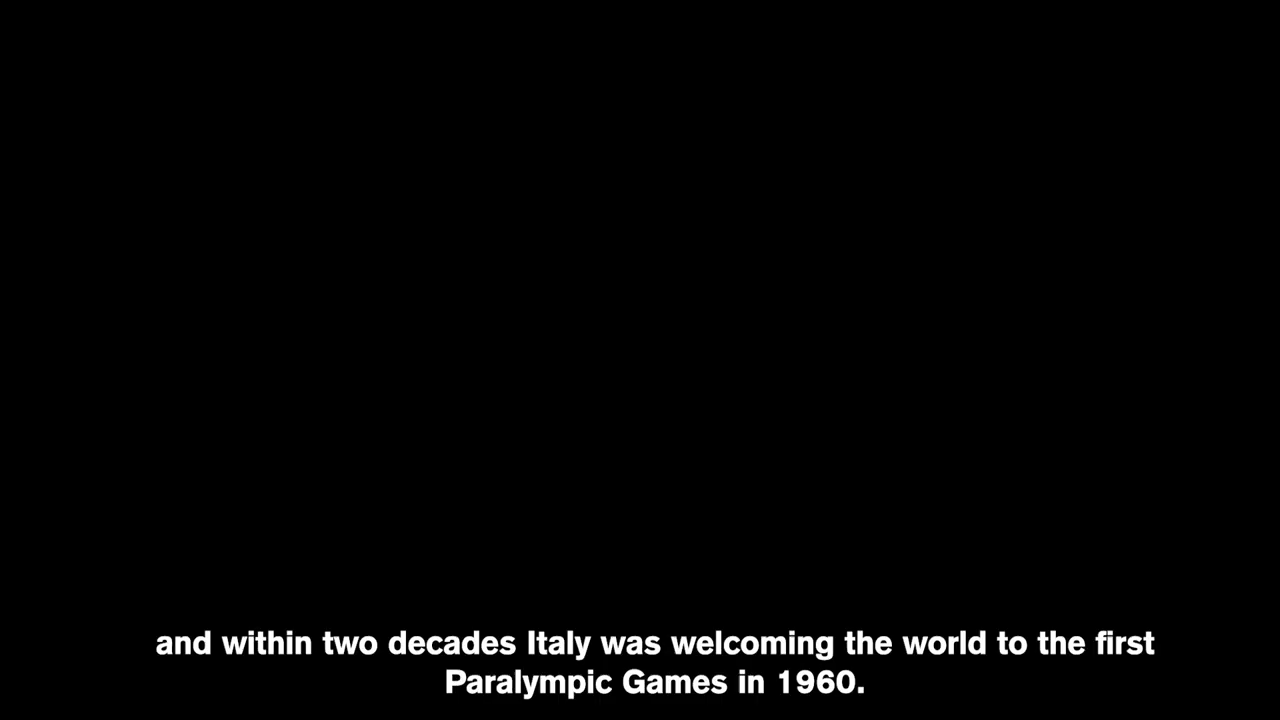 and within two decades Italy was welcoming the world to the first
Paralympic Games in 1960.